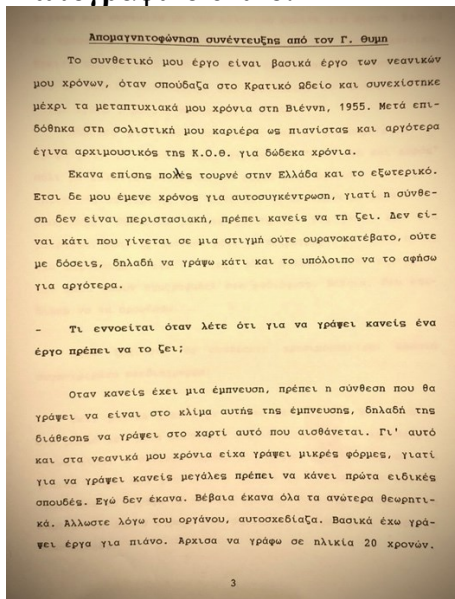 Απομαγνητοφώνηση συνέντευξης από τον Γ. Θυμη
Το συνθετικό μου έργο είναι βασικά έργο των νεανικών
μου χρόνων, όταν σπούδαζα στο Κρατικό Ωδείο και συνεχίστηκε
μέχρι τα μεταπτυχιακά μου χρόνια στη Βιέννη, 1955. Μετά επι-
δόθηκα στη σολιστική μου καριέρα ως πιανίστας και αργότερα
έγινα αρχιμουσικός της Κ.Ο.Θ. για δώδεκα χρόνια.
Εκανα επίσης πολλές τουρνέ στην Ελλάδα και το εξωτερικό.
Ετσι δε μου έμενε χρόνος για αυτοσυγκέντρωση, γιατί η σύνθε-
ση δεν είναι περιστασιακή, πρέπει κανείς να τη ζει. Δεν εί-
ναι κάτι που γίνεται σε μια στιγμή ούτε ουρανοκατέβατο, ούτε
με δόσεις, δηλαδή να γράψω κάτι και το υπόλοιπο να το αφήσω
για αργότερα.
- Τι εννοείται όταν λέτε ότι για να γράψει κανείς ένα
έργο πρέπει να το ζει;
Οταν κανείς έχει μια έμπνευση, πρέπει η σύνθεση που θα
γράψει να είναι στο κλίμα αυτής της έμπνευσης, δηλαδή της
διάθεσης να γράψει στο χαρτί αυτό που αισθάνεται. Γι' αυτό
και στα νεανικά μου χρόνια είχα γράψει μικρές φόρμες, γιατί
για να γράψει κανείς μεγάλες πρέπει να κάνει πρώτα ειδικές
σπουδές. Εγώ δεν έκανα. Βέβαια έκανα όλα τα ανώτερα θεωρητι-
κά. Αλλωστε λόγω του οργάνου, αυτοσχεδίαζα. Βασικά έχω γρά-
ψει έργα για πιάνο. Αρχισα να γράφω σε ηλικία 20 χρονών.
3